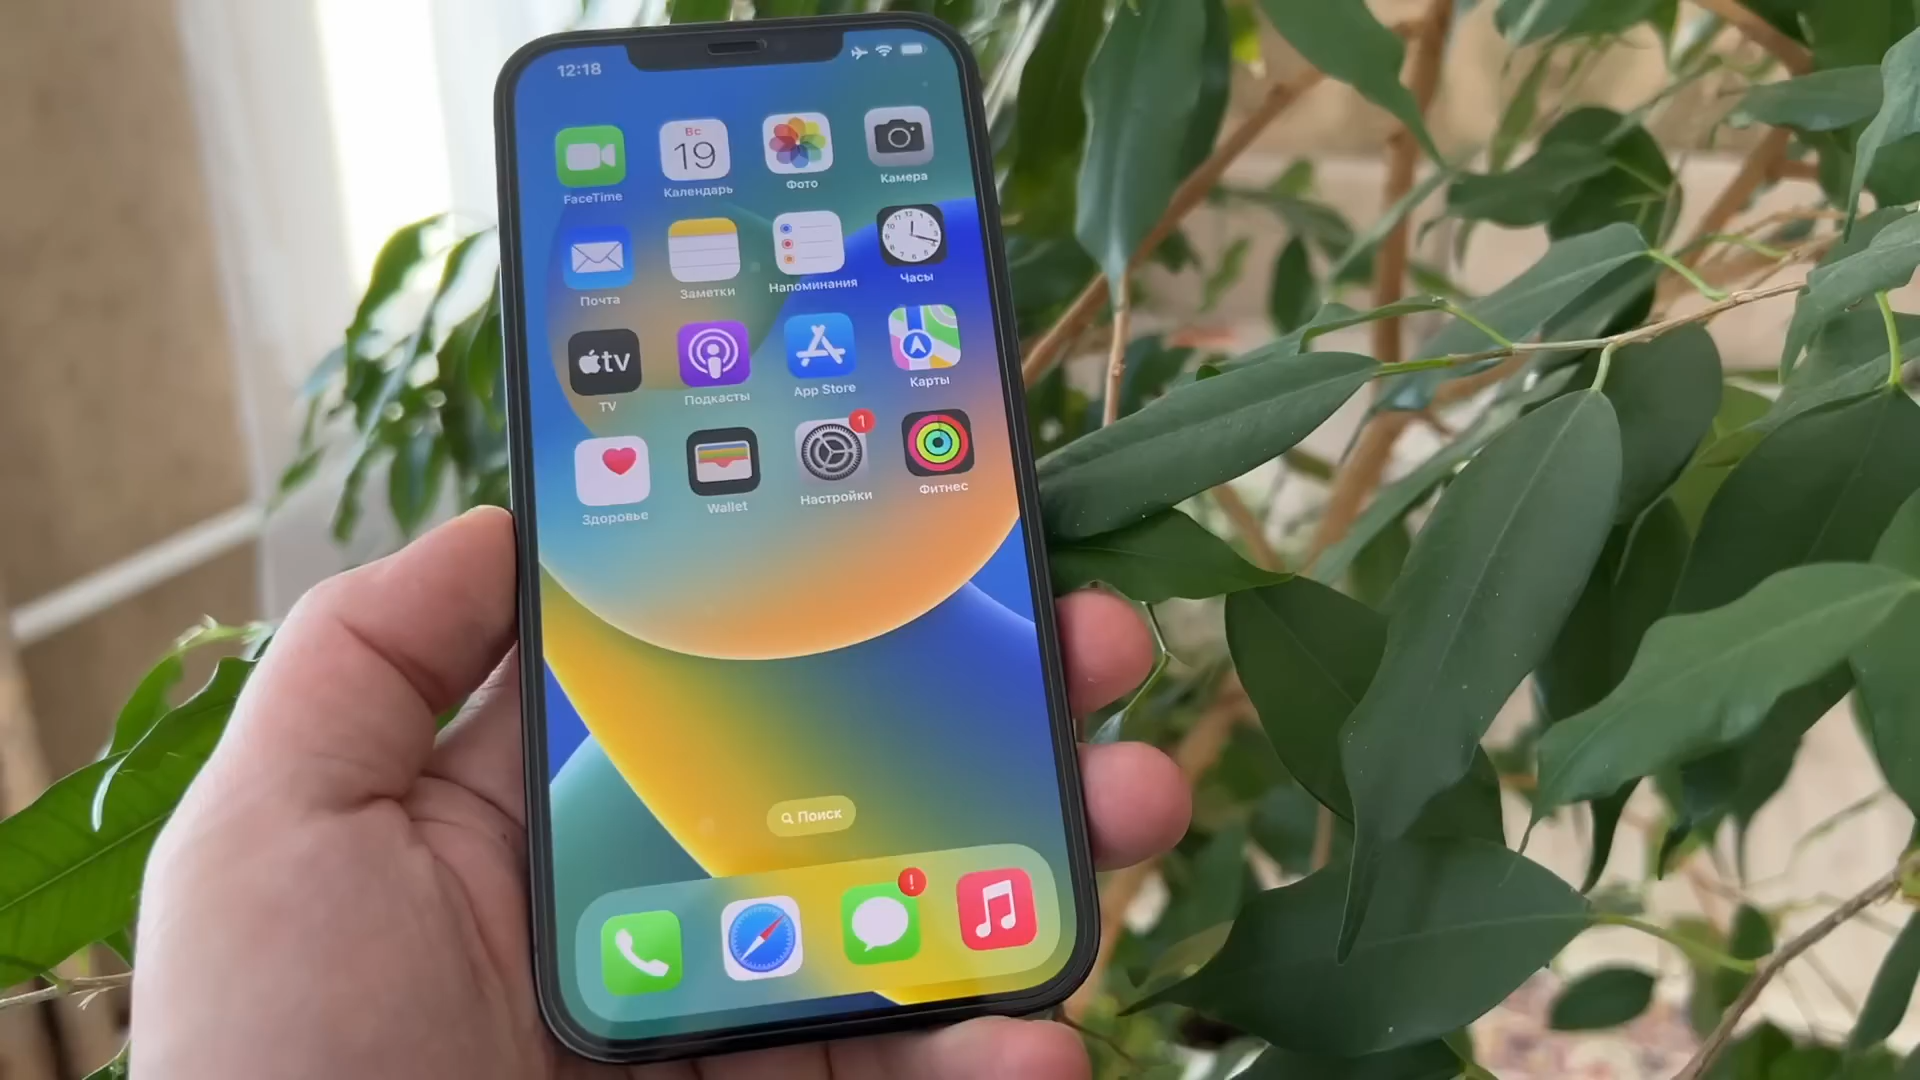 12:18
Вс
19
FaceTime
Календарь
Фото
Камера
Почта
Заметки
Напоминания
Часы
tv
TV
Подкасты
App Store
Карты
1
Здоровье
Wallet
Настройки
Фитнес
Поиск
!